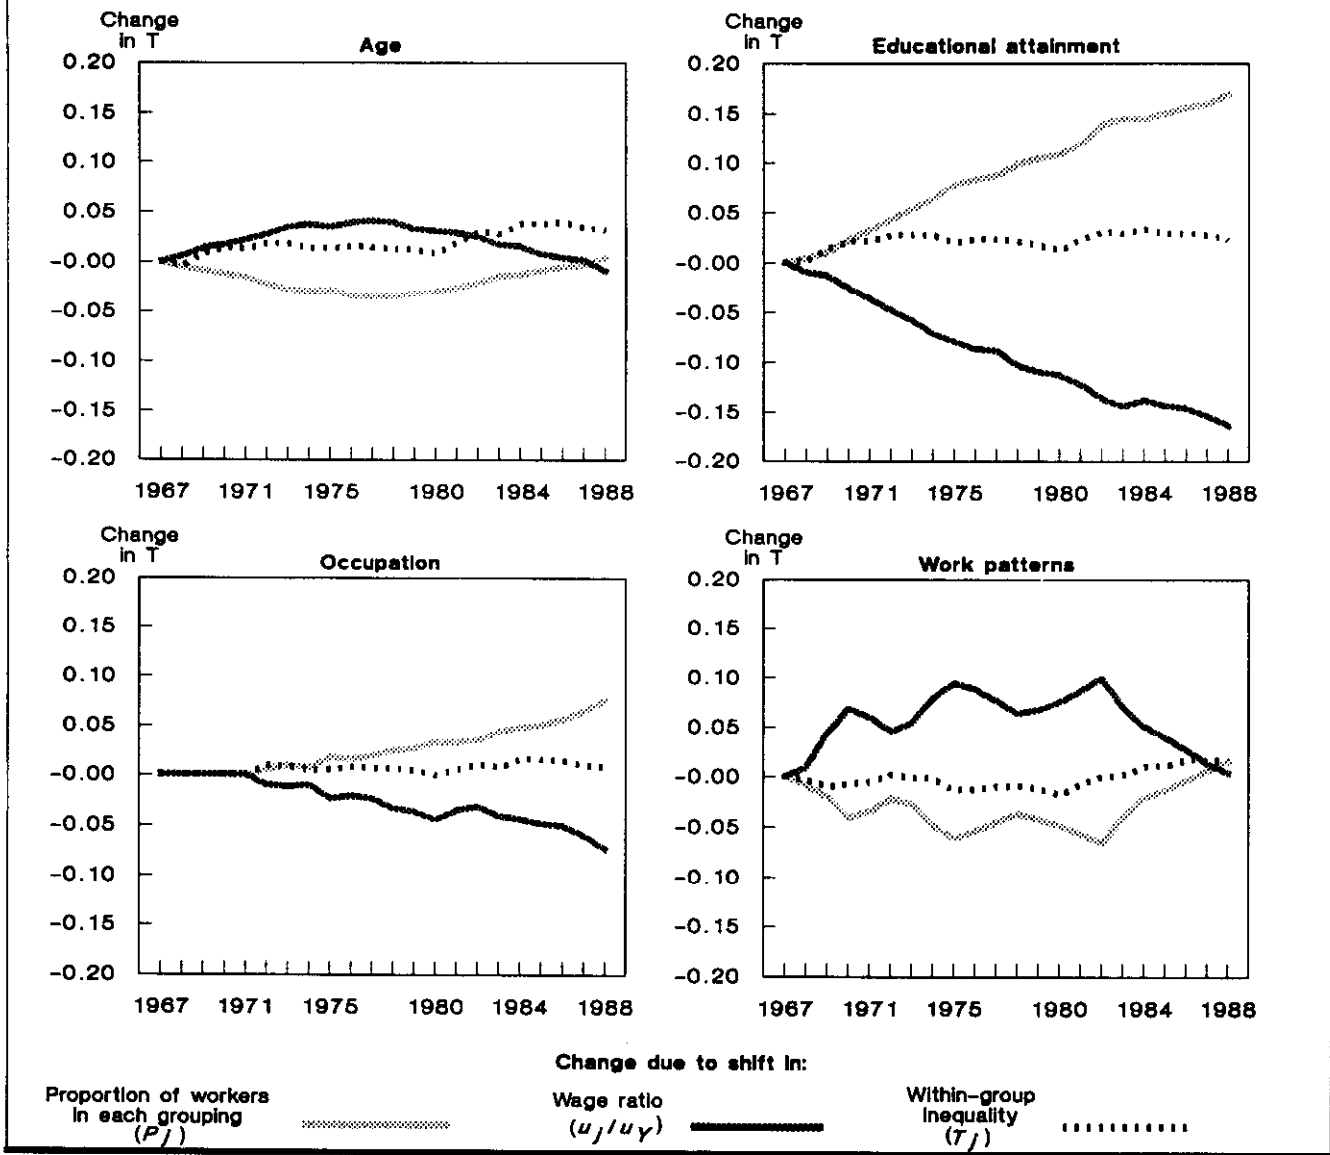 Change
in T
Age
0.20
0.15
0.10
0.05
-0.00
-0.05
-0.10
-0.15
-0.20
1967 1971 1975 1980 1984 1988
Change
in T
Educational attainment
0.20
0.15
0.10
0.05
-0.00
-0.05
-0.10
-0.15
-0.20
1967 1971 1975 1980 1984 1988
Change
in T
Occupation
0.20
0.15
0.10
0.05
-0.00
-0.05
-0.10
-0.15
-0.20
1967 1971 1975 1980 1984 1988
Change
in T
Work patterns
0.20
0.15
0.10
0.05
-0.00
-0.05
-0.10
-0.15
-0.20
1967 1971 1975 1980 1984 1988
Change due to shift in:
Proportion of workers
in each grouping
(Pj)
Wage ratio
(uj/uY)
Within-group
inequality
(Tj)